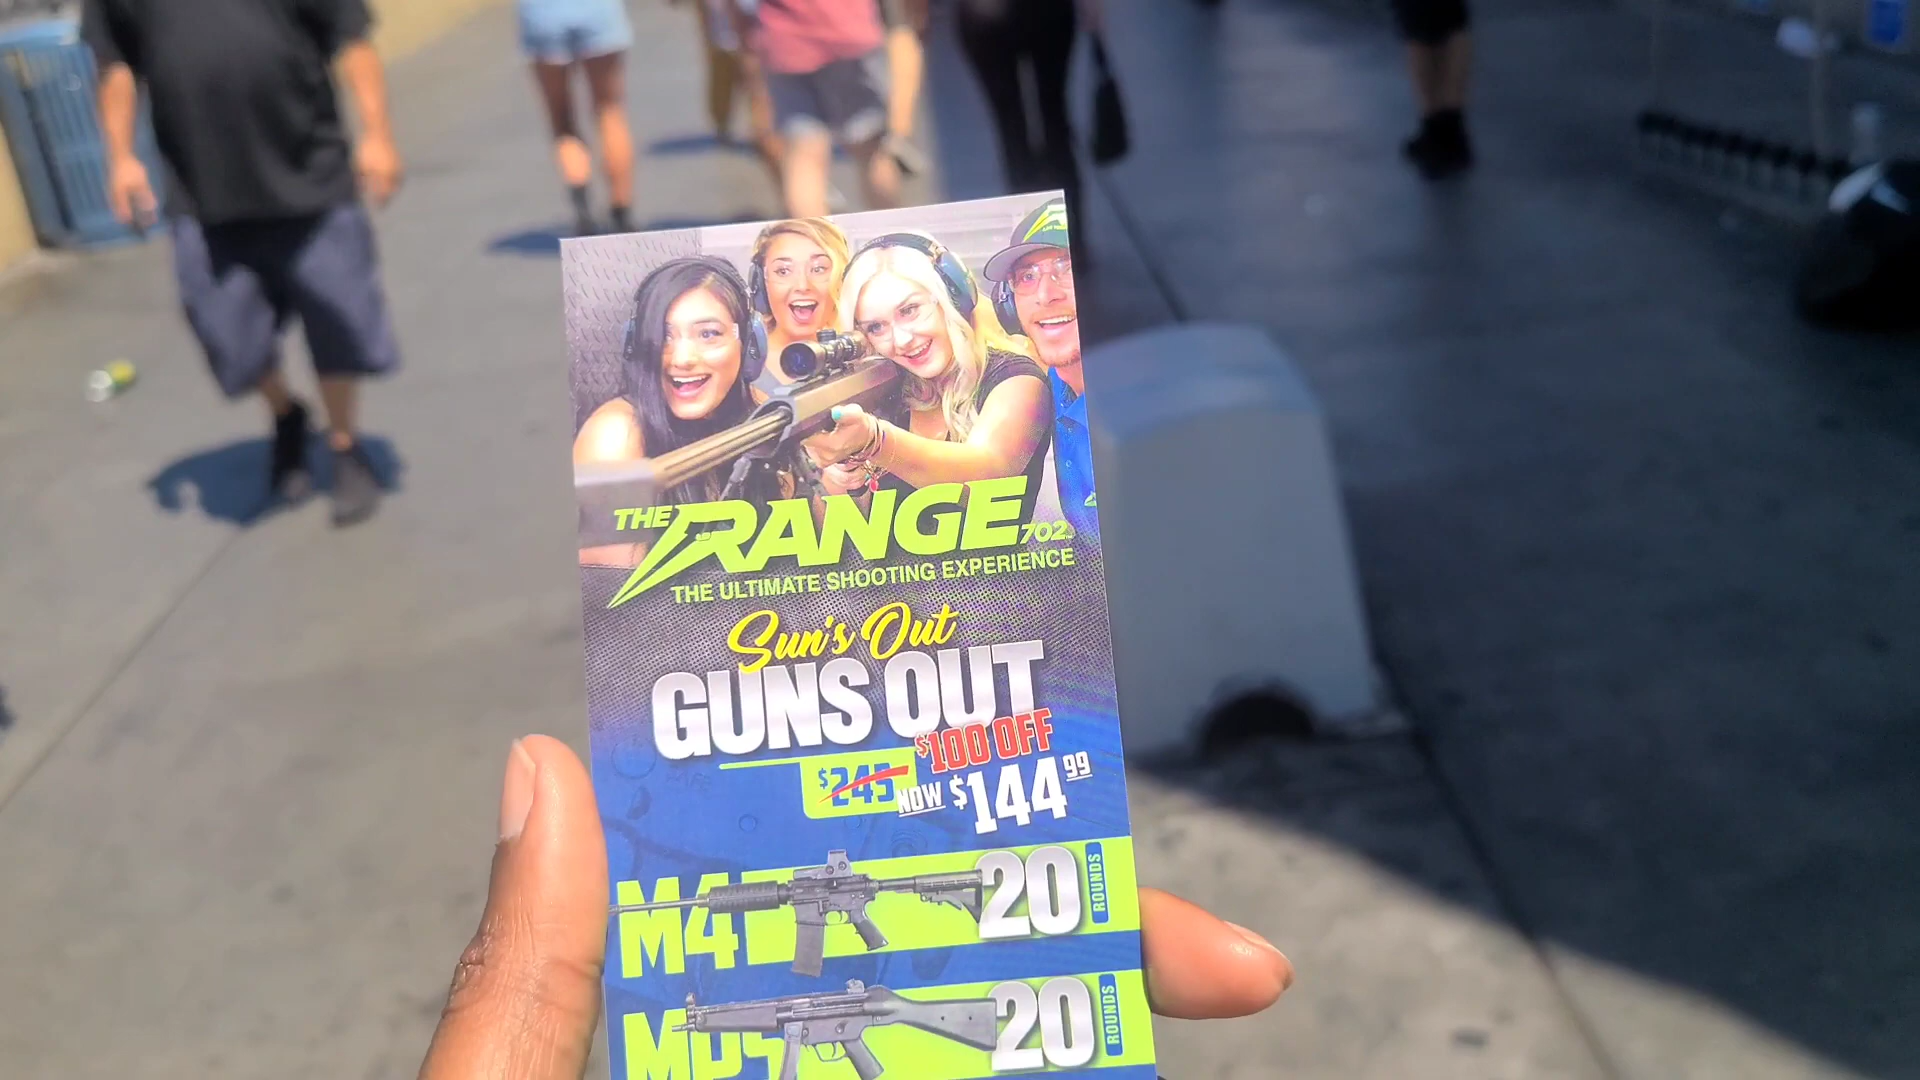 THE RANGE 702
THE ULTIMATE SHOOTING EXPERIENCE
Sun's Out
GUNS OUT
$100 OFF
$245 NOW $144 99
M4 20 ROUNDS
20 ROUNDS